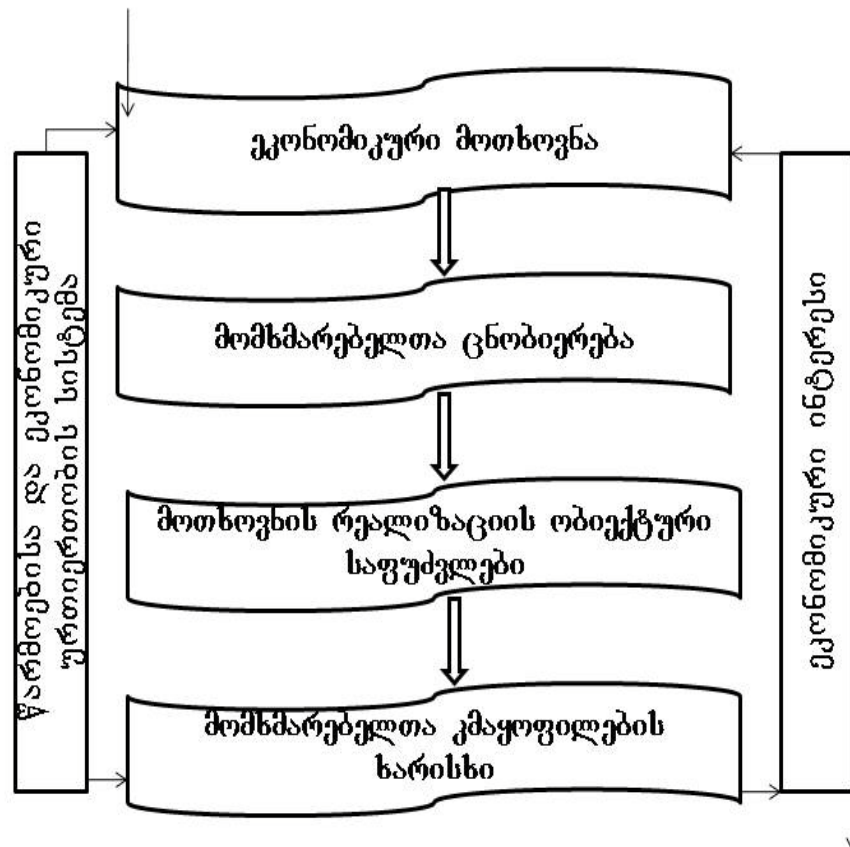 ეკონომიკური მოთხოვნა
მომხმარებელთა ცნობიერება
მოთხოვნის რეალიზაციის ობიექტური
საფუძვლები
მომხმარებელთა კმაყოფილების
ხარისხი
წარმოებისა და ეკონომიკური
ურთიერთობის სისტემა
ეკონომიკური ინტერესი